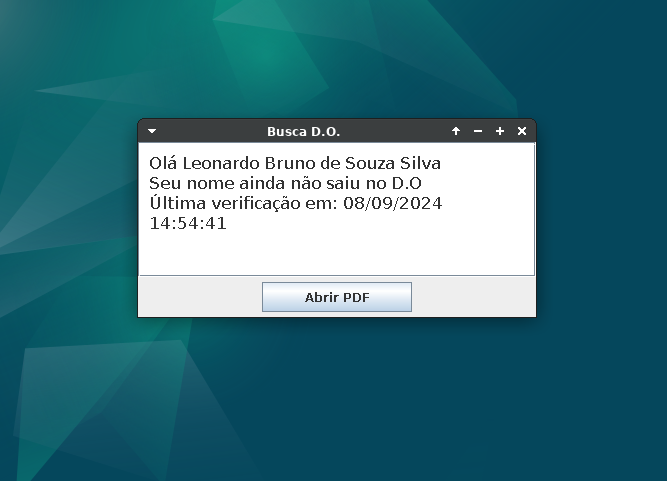 Busca D.O.
Olá Leonardo Bruno de Souza Silva
Seu nome ainda não saiu no D.O
Última verificação em: 08/09/2024
14:54:41
Abrir PDF